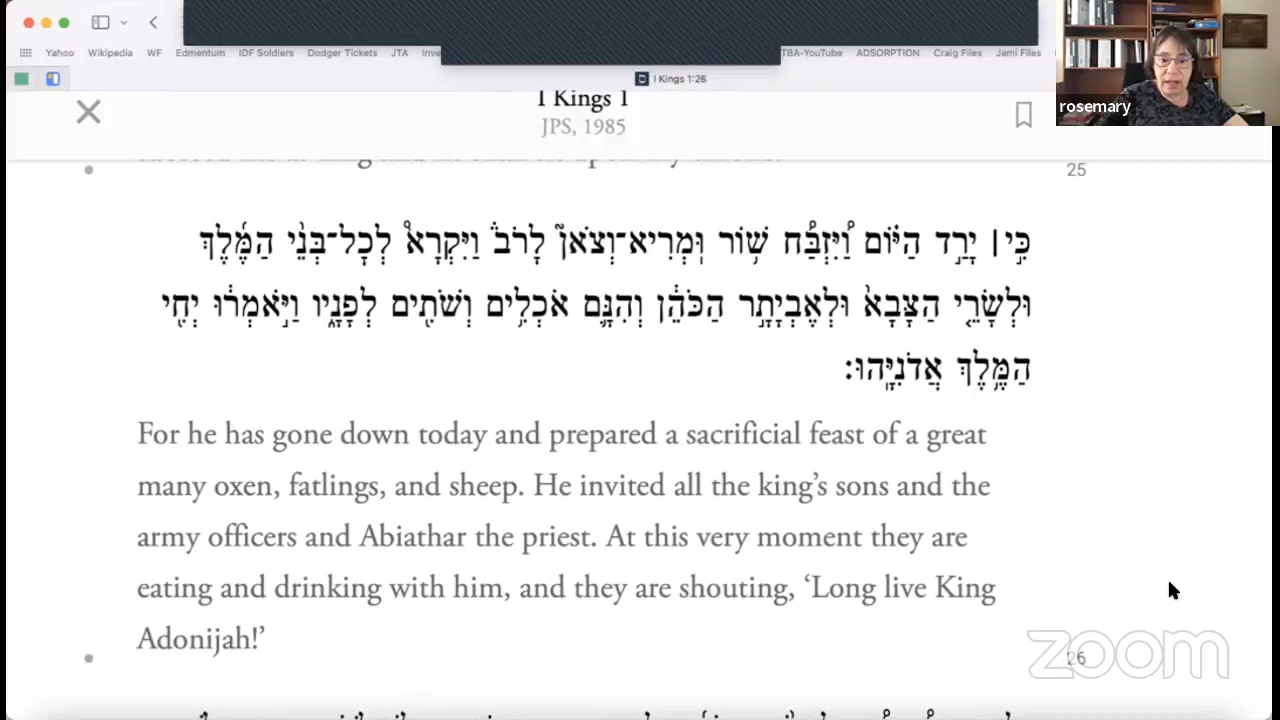 Yahoo Wikipedia WF Edmentum IDF Soldiers Dodger Tickets JTA TBA-YouTube ADSORPTION Craig Files Jami Files
I Kings 1:26
rosemary
I Kings 1
JPS, 1985
25
כִּ֣י ׀ יָרַ֣ד הַיּ֗וֹם וַ֠יִּזְבַּ֠ח שׁ֥וֹר וּֽמְרִיא־וְצֹאן֮ לָרֹב֒ וַיִּקְרָא֩ לְכׇל־בְּנֵ֨י הַמֶּ֜לֶךְ
וּלְשָׂרֵ֤י הַצָּבָא֙ וּלְאֶבְיָתָ֣ר הַכֹּהֵ֔ן וְהִנָּ֛ם אֹכְלִ֥ים וְשֹׁתִ֖ים לְפָנָ֑יו וַיֹּ֣אמְר֔וּ יְחִ֖י
הַמֶּ֥לֶךְ אֲדֹנִיָּֽהוּ׃
For he has gone down today and prepared a sacrificial feast of a great
many oxen, fatlings, and sheep. He invited all the king’s sons and the
army officers and Abiathar the priest. At this very moment they are
eating and drinking with him, and they are shouting, ‘Long live King
Adonijah!’
26
zoom